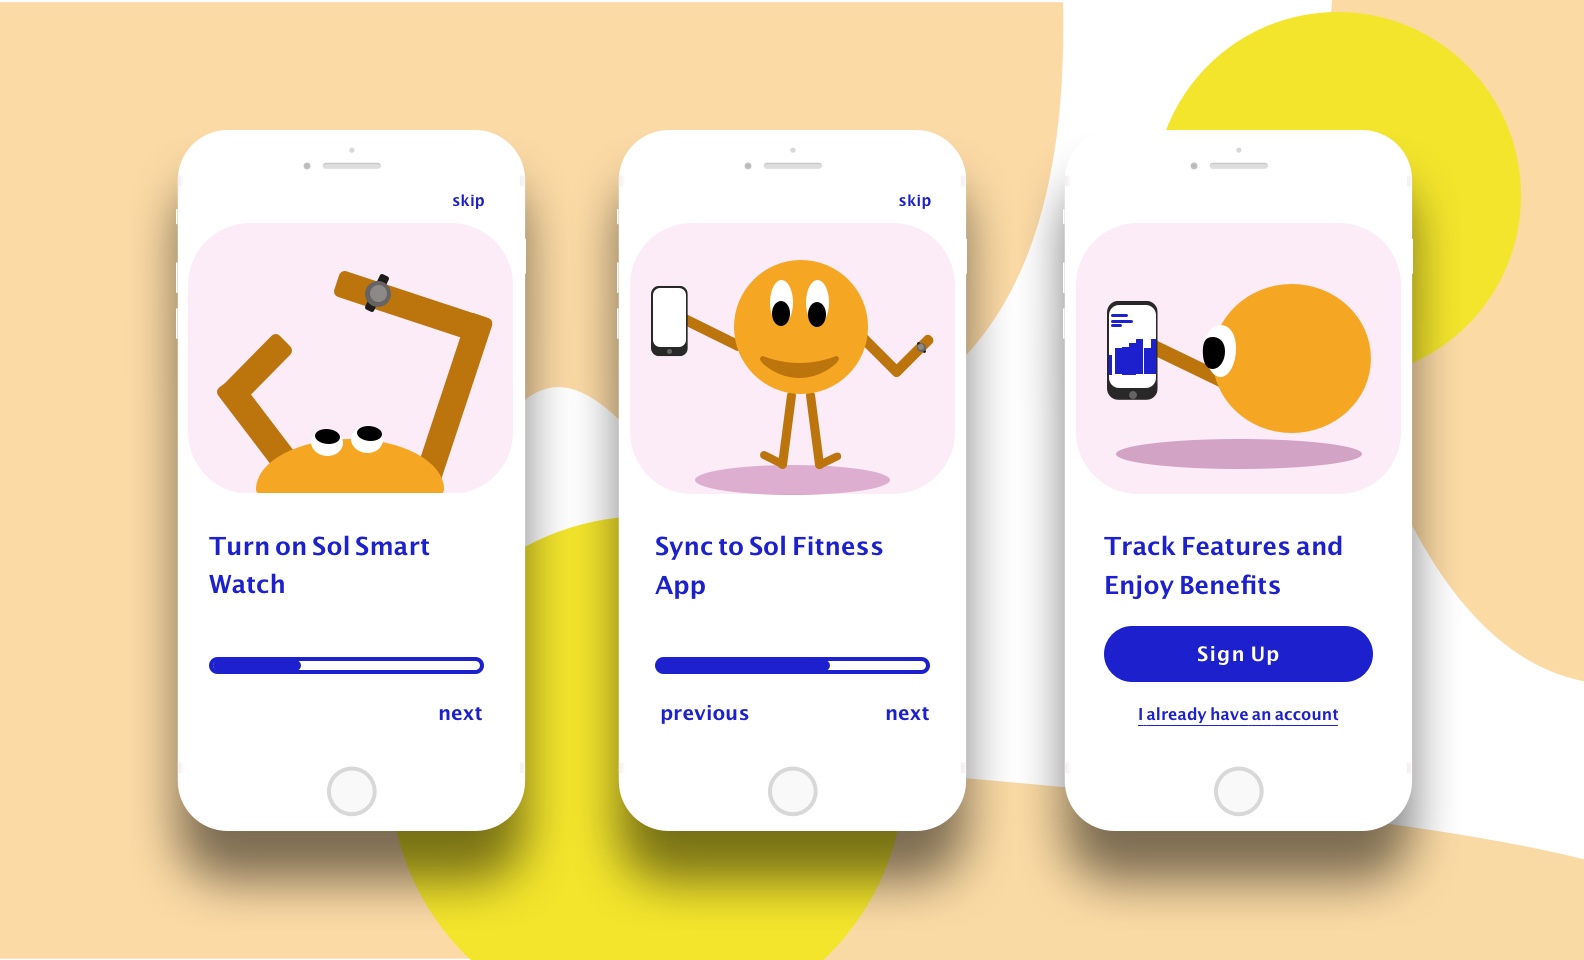 skip
Turn on Sol Smart
Watch
next
skip
Sync to Sol Fitness
App
previous next
Track Features and
Enjoy Benefits
Sign Up
I already have an account